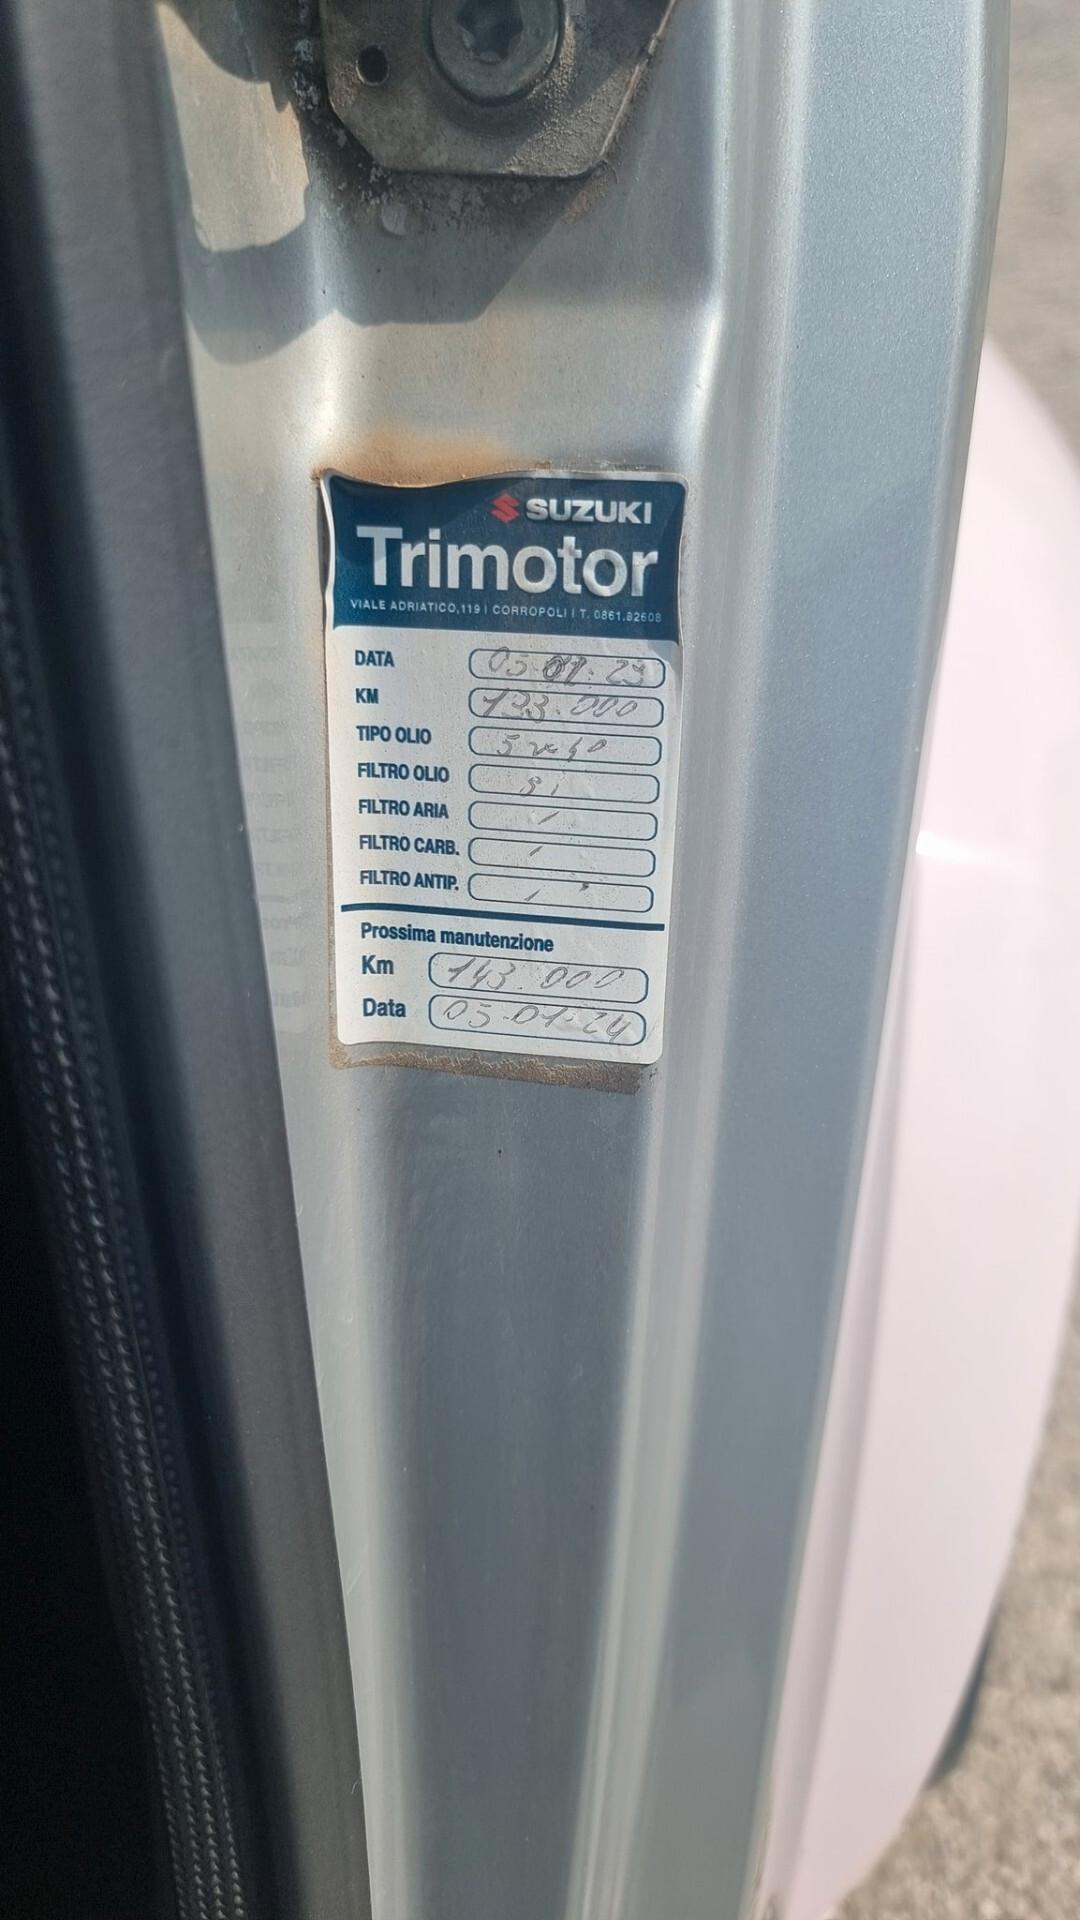 SUZUKI
Trimotor
VIALE ADRIATICO,119 | CORROPOLI | T. 0861.82608
DATA 05.01.23
KM 133.000
TIPO OLIO 5w40
FILTRO OLIO Si
FILTRO ARIA /
FILTRO CARB. /
FILTRO ANTIP. /
Prossima manutenzione
Km 143.000
Data 05-01-24